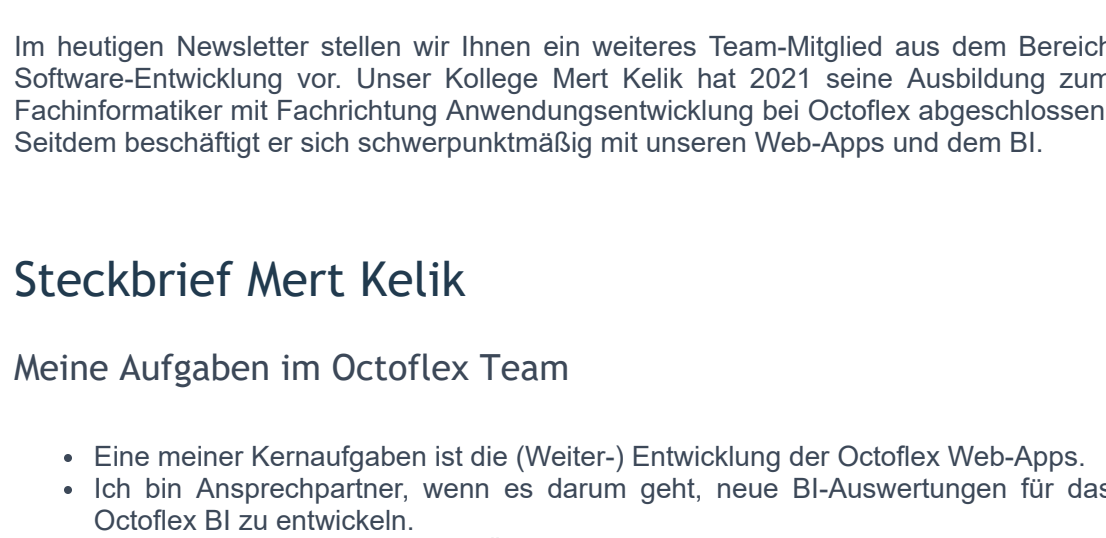 Im heutigen Newsletter stellen wir Ihnen ein weiteres Team-Mitglied aus dem Bereich
Software-Entwicklung vor. Unser Kollege Mert Kelik hat 2021 seine Ausbildung zum
Fachinformatiker mit Fachrichtung Anwendungsentwicklung bei Octoflex abgeschlossen.
Seitdem beschäftigt er sich schwerpunktmäßig mit unseren Web-Apps und dem BI.
Steckbrief Mert Kelik
Meine Aufgaben im Octoflex Team
• Eine meiner Kernaufgaben ist die (Weiter-) Entwicklung der Octoflex Web-Apps.
• Ich bin Ansprechpartner, wenn es darum geht, neue BI-Auswertungen für das
Octoflex BI zu entwickeln.